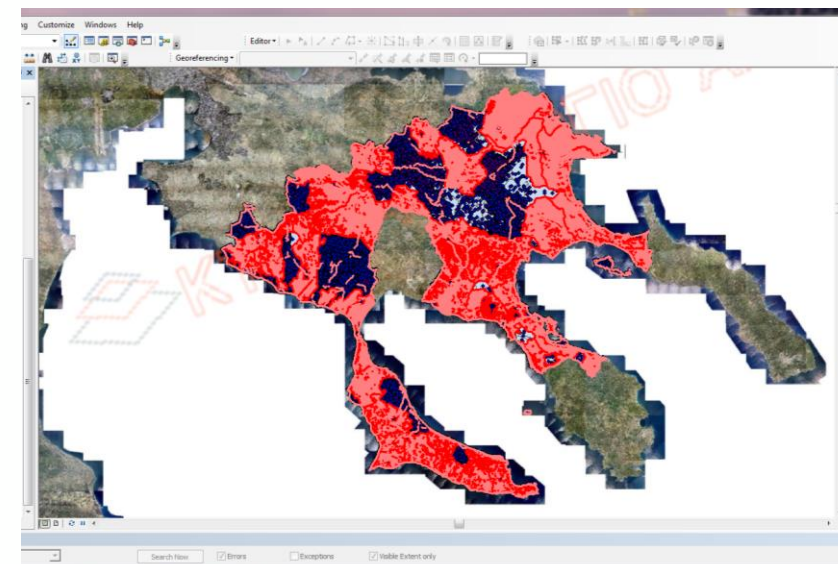 Customize Windows Help
Editor
Georeferencing
Search Now Errors Exceptions Visible Extent only